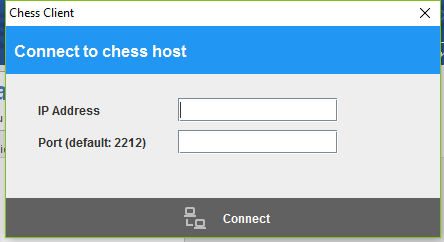 Chess Client
Connect to chess host
IP Address
Port (default: 2212)
Connect